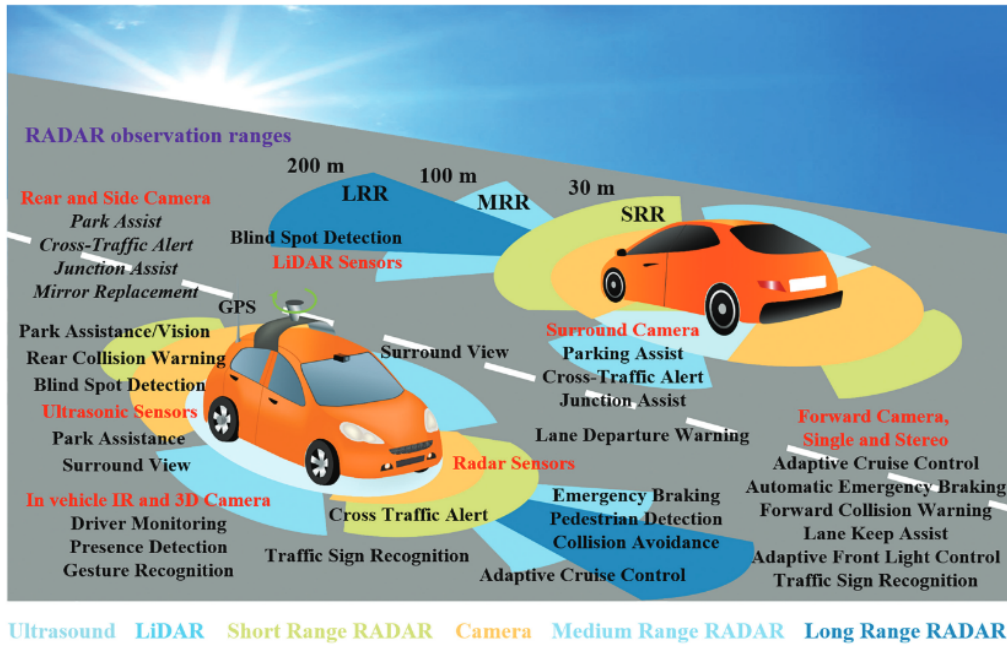 RADAR observation ranges
200 m
LRR
100 m
MRR
30 m
SRR
Rear and Side Camera
Park Assist
Cross-Traffic Alert
Junction Assist
Mirror Replacement
Blind Spot Detection
LiDAR Sensors
GPS
Park Assistance/Vision
Rear Collision Warning
Blind Spot Detection
Ultrasonic Sensors
Park Assistance
Surround View
In vehicle IR and 3D Camera
Driver Monitoring
Presence Detection
Gesture Recognition
Surround View
Surround Camera
Parking Assist
Cross-Traffic Alert
Junction Assist
Lane Departure Warning
Radar Sensors
Cross Traffic Alert
Traffic Sign Recognition
Emergency Braking
Pedestrian Detection
Collision Avoidance
Adaptive Cruise Control
Forward Camera,
Single and Stereo
Adaptive Cruise Control
Automatic Emergency Braking
Forward Collision Warning
Lane Keep Assist
Adaptive Front Light Control
Traffic Sign Recognition
Ultrasound LiDAR Short Range RADAR Camera Medium Range RADAR Long Range RADAR